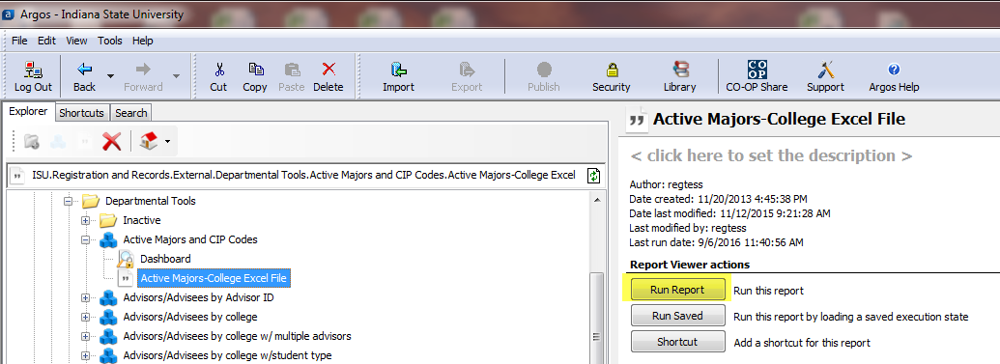 Argos - Indiana State University
File Edit View Tools Help
Log Out Back Forward Cut Copy Paste Delete Import Export Publish Security Library CO-OP Share Support Argos Help
CO
OP
Explorer Shortcuts Search
ISU.Registration and Records.External.Departmental Tools.Active Majors and CIP Codes.Active Majors-College Excel
Departmental Tools
Inactive
Active Majors and CIP Codes
Dashboard
Active Majors-College Excel File
Advisors/Advisees by Advisor ID
Advisors/Advisees by college
Advisors/Advisees by college w/ multiple advisors
Advisors/Advisees by college w/student type
Active Majors-College Excel File
< click here to set the description >
Author: regtess
Date created: 11/20/2013 4:45:38 PM
Date last modified: 11/12/2015 9:21:28 AM
Last modified by: regtess
Last run date: 9/6/2016 11:40:56 AM
Report Viewer actions
Run Report Run this report
Run Saved Run this report by loading a saved execution state
Shortcut Add a shortcut for this report